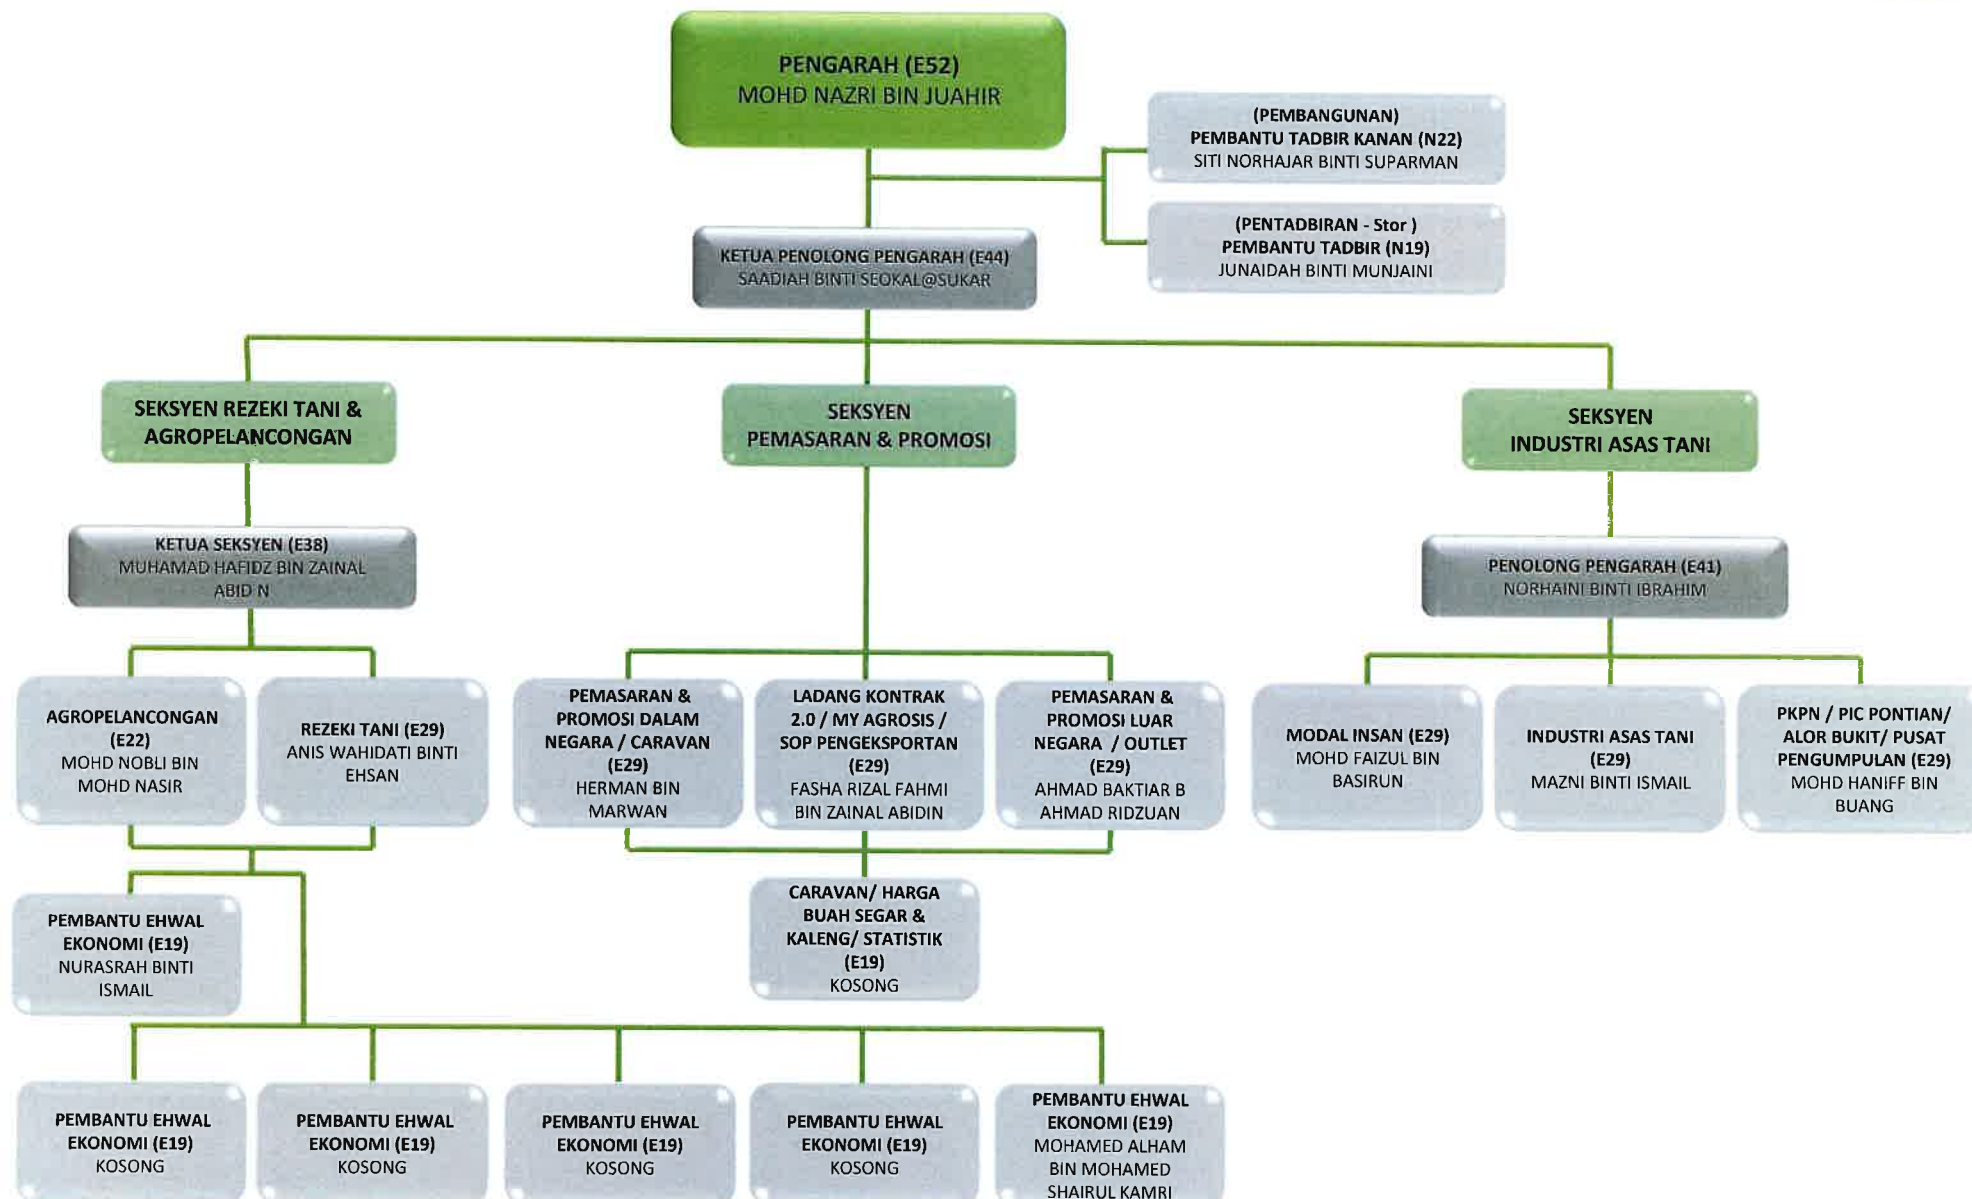 PENGARAH (E52)
MOHD NAZRI BIN JUAHIR
(PEMBANGUNAN)
PEMBANTU TADBIR KANAN (N22)
SITI NORHAJAR BINTI SUPARMAN
(PENTADBIRAN - Stor )
PEMBANTU TADBIR (N19)
JUNAIDAH BINTI MUNJAINI
KETUA PENOLONG PENGARAH (E44)
SAADIAH BINTI SEOKAL@SUKAR
SEKSYEN REZEKI TANI &
AGROPELANCONGAN
SEKSYEN
PEMASARAN & PROMOSI
SEKSYEN
INDUSTRI ASAS TANI
KETUA SEKSYEN (E38)
MUHAMAD HAFIDZ BIN ZAINAL
ABID N
PENOLONG PENGARAH (E41)
NORHAINI BINTI IBRAHIM
AGROPELANCONGAN
(E22)
MOHD NOBLI BIN
MOHD NASIR
REZEKI TANI (E29)
ANIS WAHIDATI BINTI
EHSAN
PEMASARAN &
PROMOSI DALAM
NEGARA / CARAVAN
(E29)
HERMAN BIN
MARWAN
LADANG KONTRAK
2.0 / MY AGROSIS /
SOP PENGEKSPORTAN
(E29)
FASHA RIZAL FAHMI
BIN ZAINAL ABIDIN
PEMASARAN &
PROMOSI LUAR
NEGARA / OUTLET
(E29)
AHMAD BAKTIAR B
AHMAD RIDZUAN
MODAL INSAN (E29)
MOHD FAIZUL BIN
BASIRUN
INDUSTRI ASAS TANI
(E29)
MAZNI BINTI ISMAIL
PKPN / PIC PONTIAN/
ALOR BUKIT/ PUSAT
PENGUMPULAN (E29)
MOHD HANIFF BIN
BUANG
PEMBANTU EHWAL
EKONOMI (E19)
NURASRAH BINTI
ISMAIL
CARAVAN/ HARGA
BUAH SEGAR &
KALENG/ STATISTIK
(E19)
KOSONG
PEMBANTU EHWAL
EKONOMI (E19)
KOSONG
PEMBANTU EHWAL
EKONOMI (E19)
KOSONG
PEMBANTU EHWAL
EKONOMI (E19)
KOSONG
PEMBANTU EHWAL
EKONOMI (E19)
KOSONG
PEMBANTU EHWAL
EKONOMI (E19)
MOHAMED ALHAM
BIN MOHAMED
SHAIRUL KAMRI